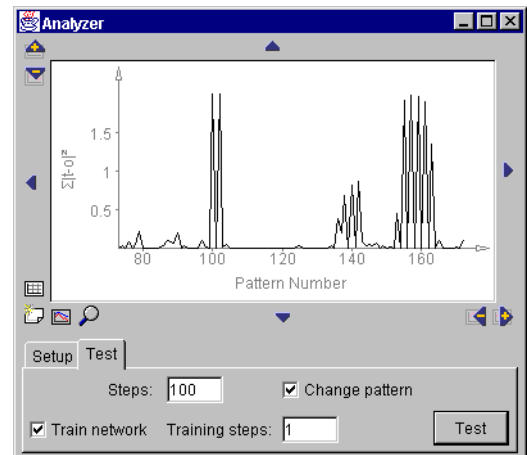 Analyzer
Σ|t-o|²
1.5
1
0.5
80 100 120 140 160
Pattern Number
Setup Test
Steps: 100 Change pattern
Train network Training steps: 1 Test